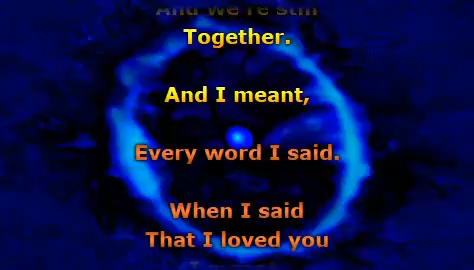 And we're still
Together.
And I meant,
Every word I said.
When I said
That I loved you